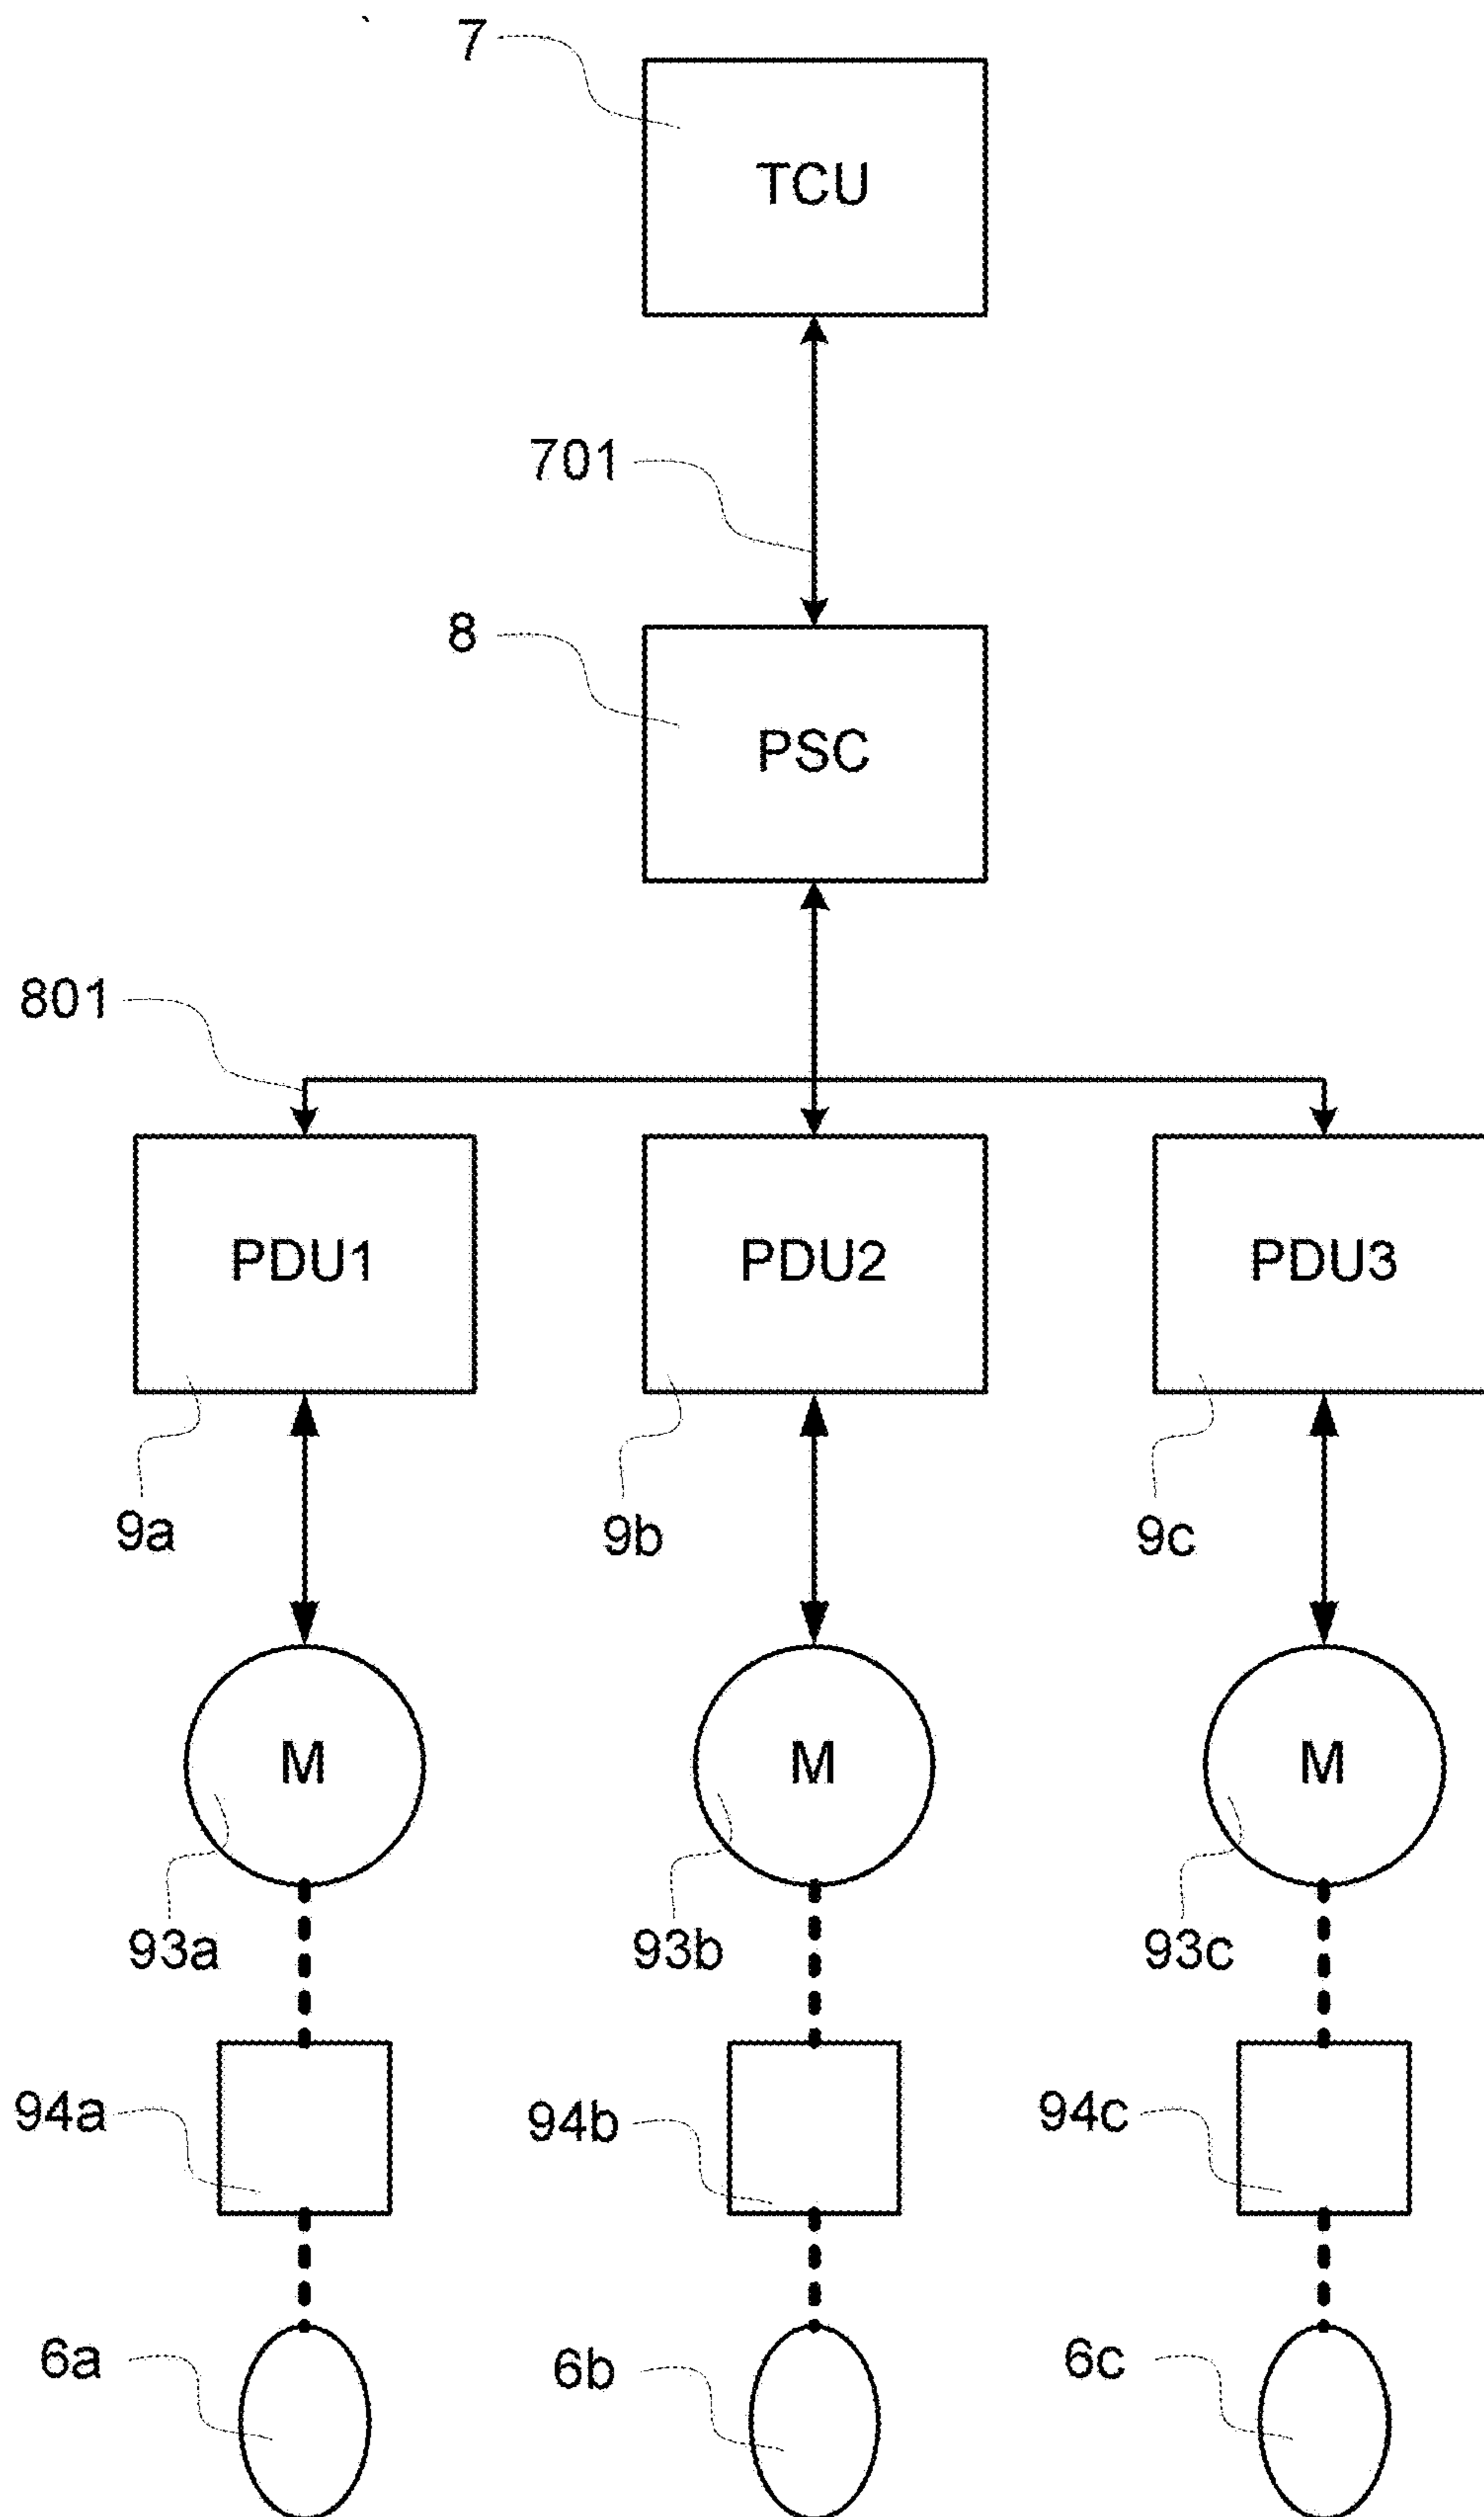 7
TCU
701
8
PSC
801
PDU1 PDU2 PDU3
9a 9b 9c
M M M
93a 93b 93c
94a 94b 94c
6a 6b 6c